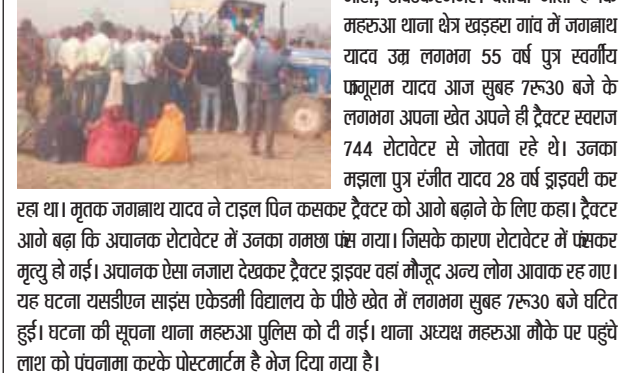 महरुआ थाना क्षेत्र खड़हरा गांव में जगन्नाथ
यादव उम्र लगभग 55 वर्ष पुत्र स्वर्गीय
फागूराम यादव आज सुबह 7रू30 बजे के
लगभग अपना खेत अपने ही ट्रैक्टर स्वराज
744 रोटावेटर से जोतवा रहे थे। उनका
मझला पुत्र रंजीत यादव 28 वर्ष ड्राइवरी कर
रहा था। मृतक जगन्नाथ यादव ने टाइल पिन कसकर ट्रैक्टर को आगे बढ़ाने के लिए कहा। ट्रैक्टर
आगे बढ़ा कि अचानक रोटावेटर में उनका गमछा फंस गया। जिसके कारण रोटावेटर में फंसकर
मृत्यु हो गई। अचानक ऐसा नजारा देखकर ट्रैक्टर ड्राइवर वहां मौजूद अन्य लोग आवाक रह गए।
यह घटना यसडीएन साइंस एकेडमी विद्यालय के पीछे खेत में लगभग सुबह 7रू30 बजे घटित
हुई। घटना की सूचना थाना महरुआ पुलिस को दी गई। थाना अध्यक्ष महरुआ मौके पर पहुंचे
लाश को पंचनामा करके पोस्टमार्टम है भेज दिया गया है।